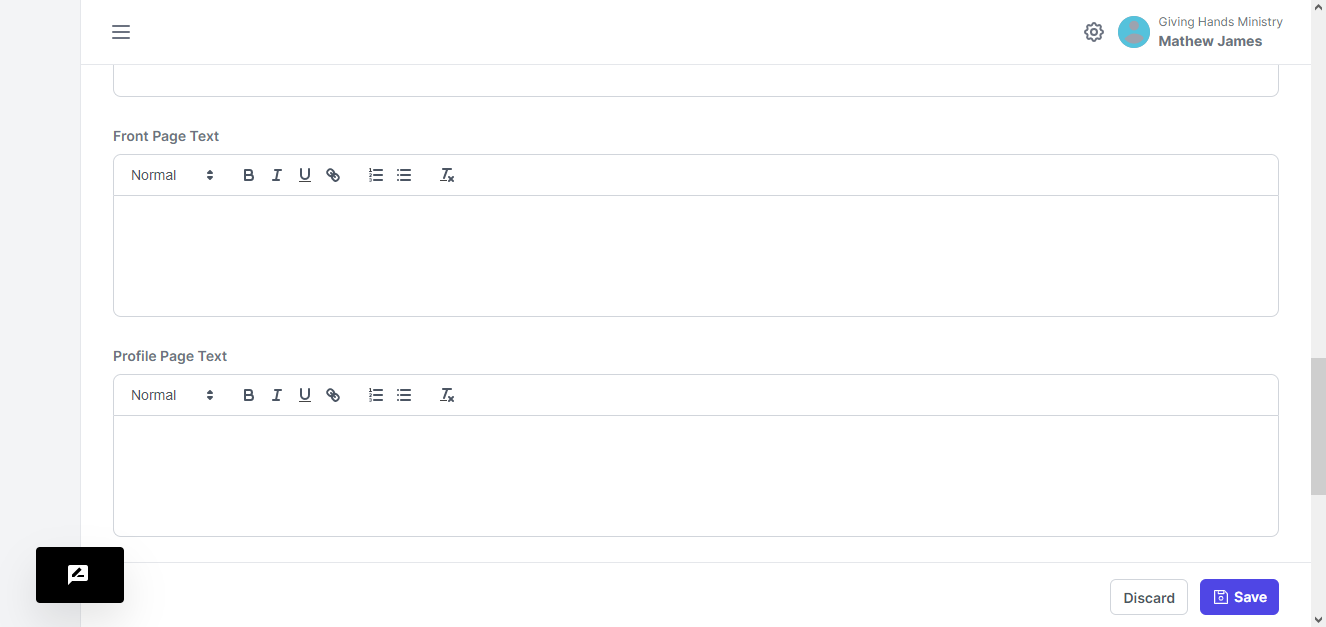 Giving Hands Ministry
Mathew James
Front Page Text
Normal
Profile Page Text
Normal
Discard
Save